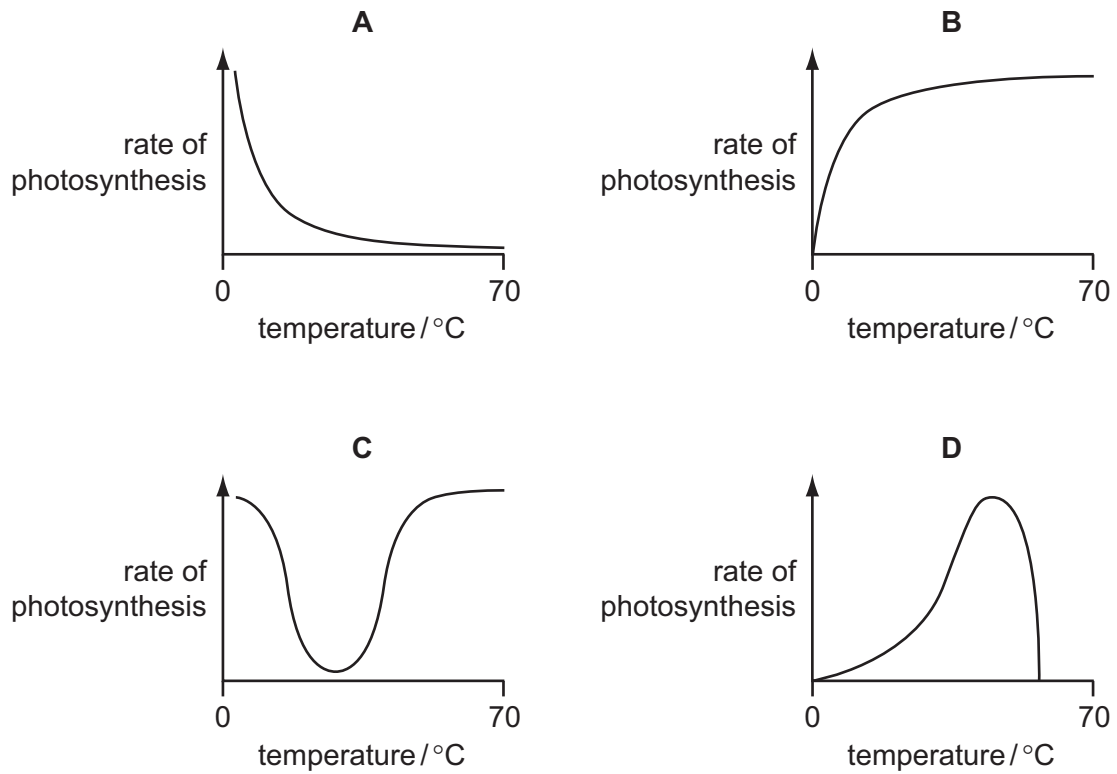 A
rate of
photosynthesis
0
70
temperature / °C
B
rate of
photosynthesis
0
70
temperature / °C
C
rate of
photosynthesis
0
70
temperature / °C
D
rate of
photosynthesis
0
70
temperature / °C